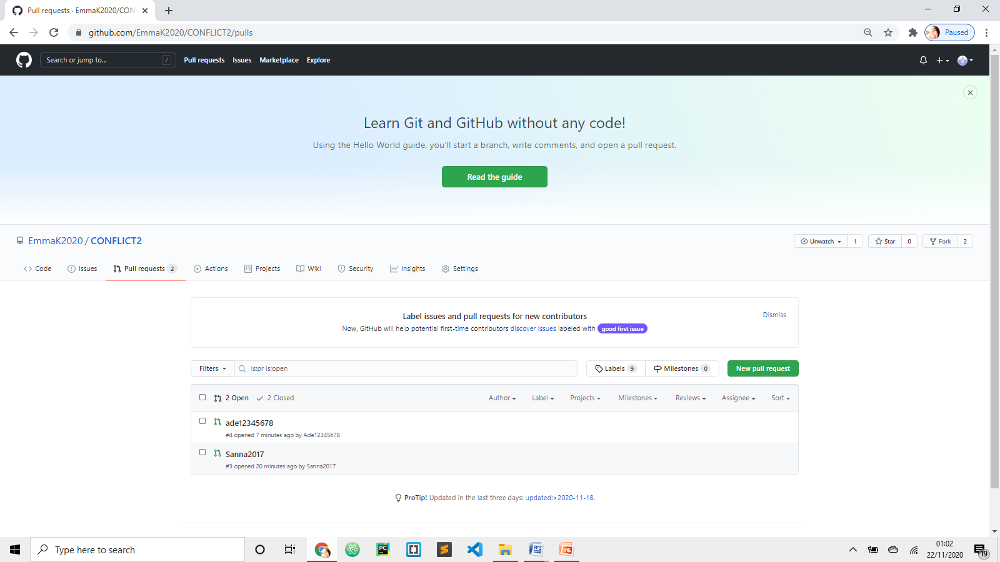 Pull requests · EmmaK2020/CON
github.com/EmmaK2020/CONFLICT2/pulls
Paused
Search or jump to...
/
Pull requests
Issues
Marketplace
Explore
Learn Git and GitHub without any code!
Using the Hello World guide, you'll start a branch, write comments, and open a pull request.
Read the guide
EmmaK2020 / CONFLICT2
Unwatch 1
Star 0
Fork 2
Code
Issues
Pull requests 2
Actions
Projects
Wiki
Security
Insights
Settings
Label issues and pull requests for new contributors
Dismiss
Now, GitHub will help potential first-time contributors discover issues labeled with good first issue
Filters
is:pr is:open
Labels 9
Milestones 0
New pull request
2 Open
2 Closed
Author
Label
Projects
Milestones
Reviews
Assignee
Sort
ade12345678
#4 opened 7 minutes ago by Ade12345678
Sanna2017
#3 opened 20 minutes ago by Sanna2017
ProTip! Updated in the last three days: updated:>2020-11-18.
Type here to search
PC
01:02
22/11/2020
19